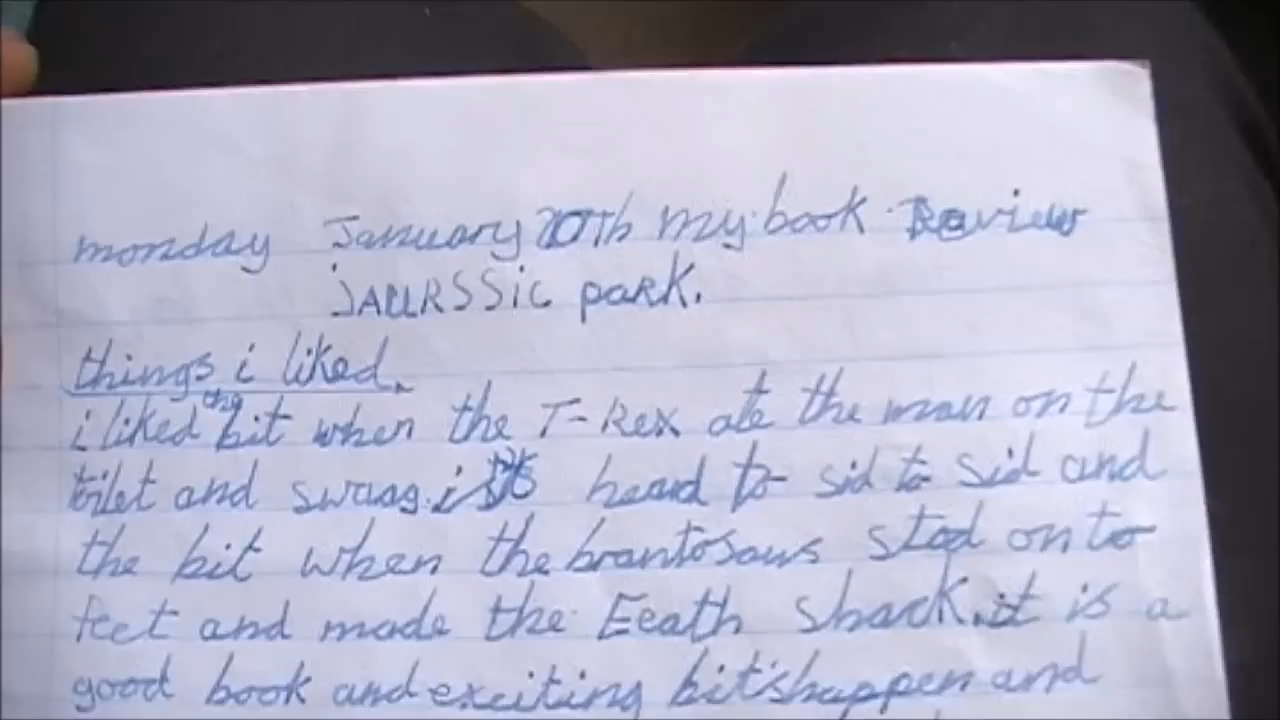 monday January 20th my book Review
jAURSSic parK.
things i liked.
i liked the bit when the T-Rex ate the man on the
toilet and swaag its heard to sid to sid and
the bit when the brantosaus stod on to
feet and made the Eeath shack. it is a
good book and exciting bit's happen and